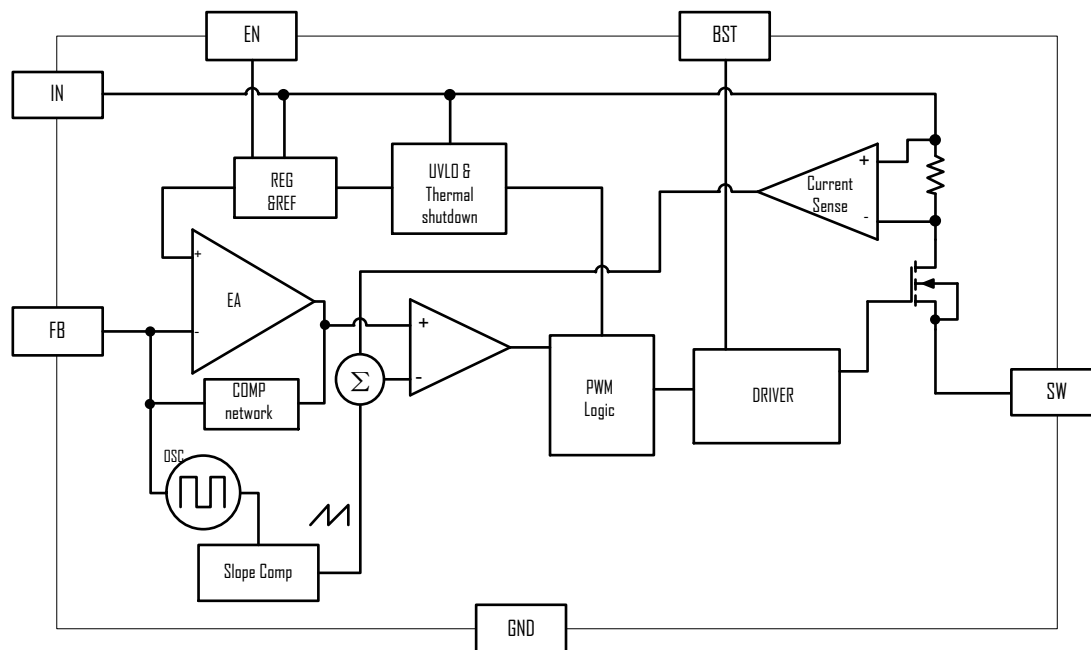 EN
BST
IN
REG
&REF
UVLO &
Thermal
shutdown
+
Current
Sense
-
+
EA
-
FB
+
Σ
-
COMP
network
PWM
Logic
DRIVER
SW
OSC
Slope Comp
GND